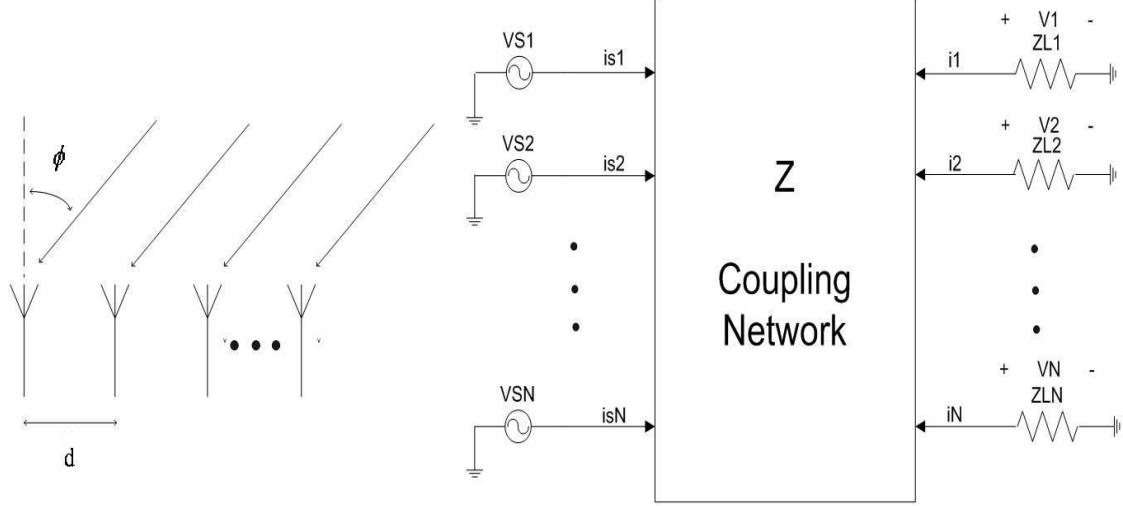 ϕ
d
VS1
is1
VS2
is2
VSN
isN
Z
Coupling
Network
+ V1 -
ZL1
i1
+ V2 -
ZL2
i2
+ VN -
ZLN
iN